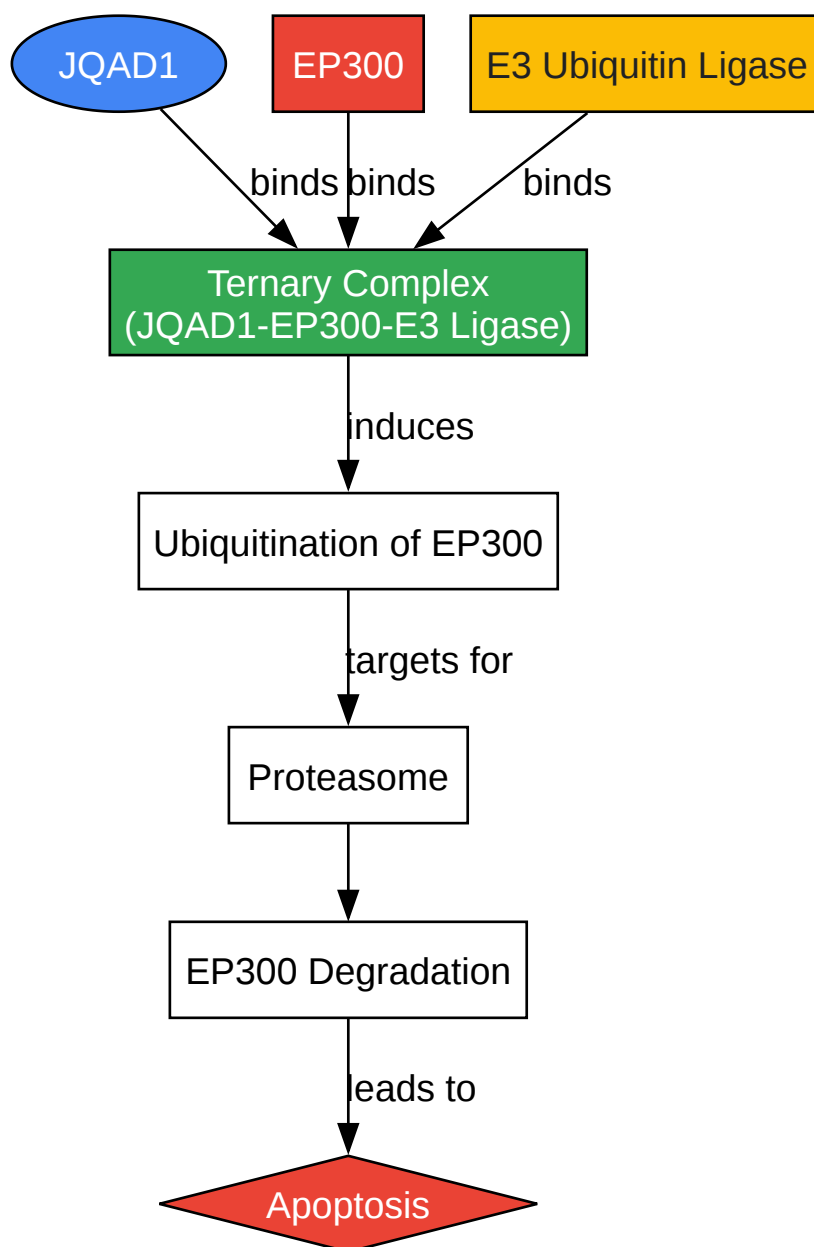 JQAD1
EP300
E3 Ubiquitin Ligase
binds
binds
binds
Ternary Complex
(JQAD1-EP300-E3 Ligase)
induces
Ubiquitination of EP300
targets for
Proteasome
EP300 Degradation
leads to
Apoptosis